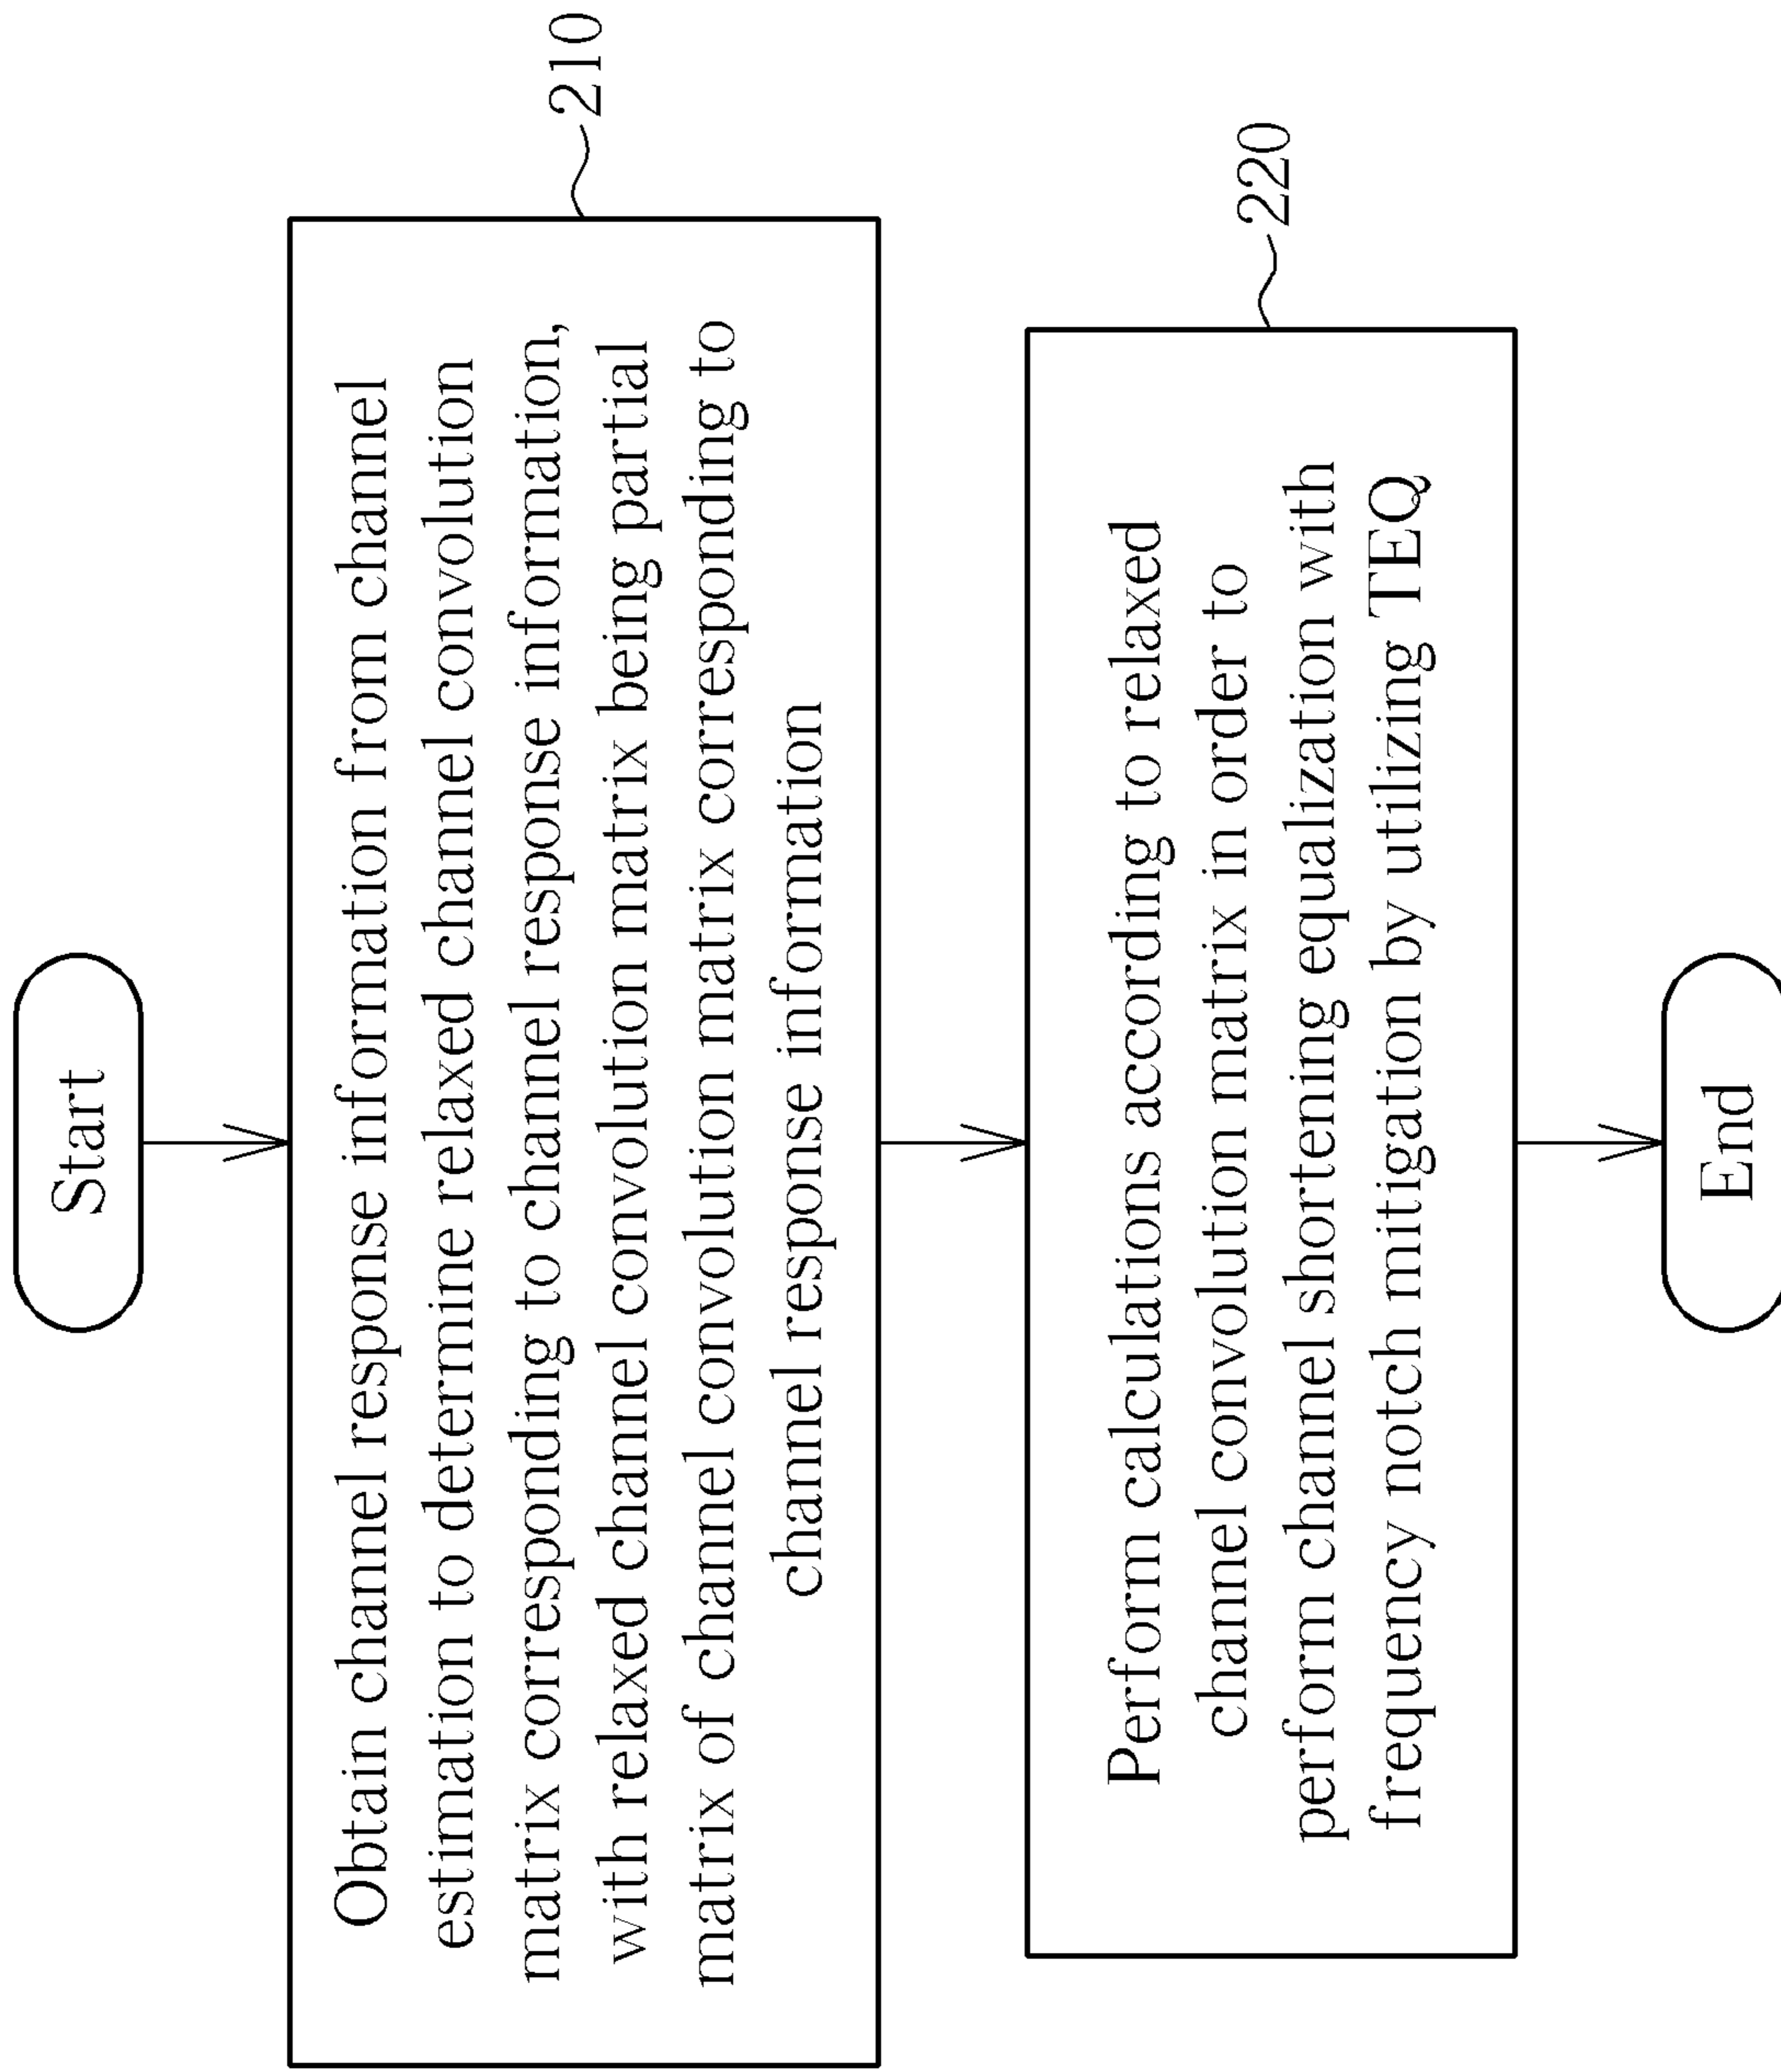 Start
Obtain channel response information from channel
estimation to determine relaxed channel convolution
matrix corresponding to channel response information,
with relaxed channel convolution matrix being partial
matrix of channel convolution matrix corresponding to
channel response information
210
Perform calculations according to relaxed
channel convolution matrix in order to
perform channel shortening equalization with
frequency notch mitigation by utilizing TEQ
220
End